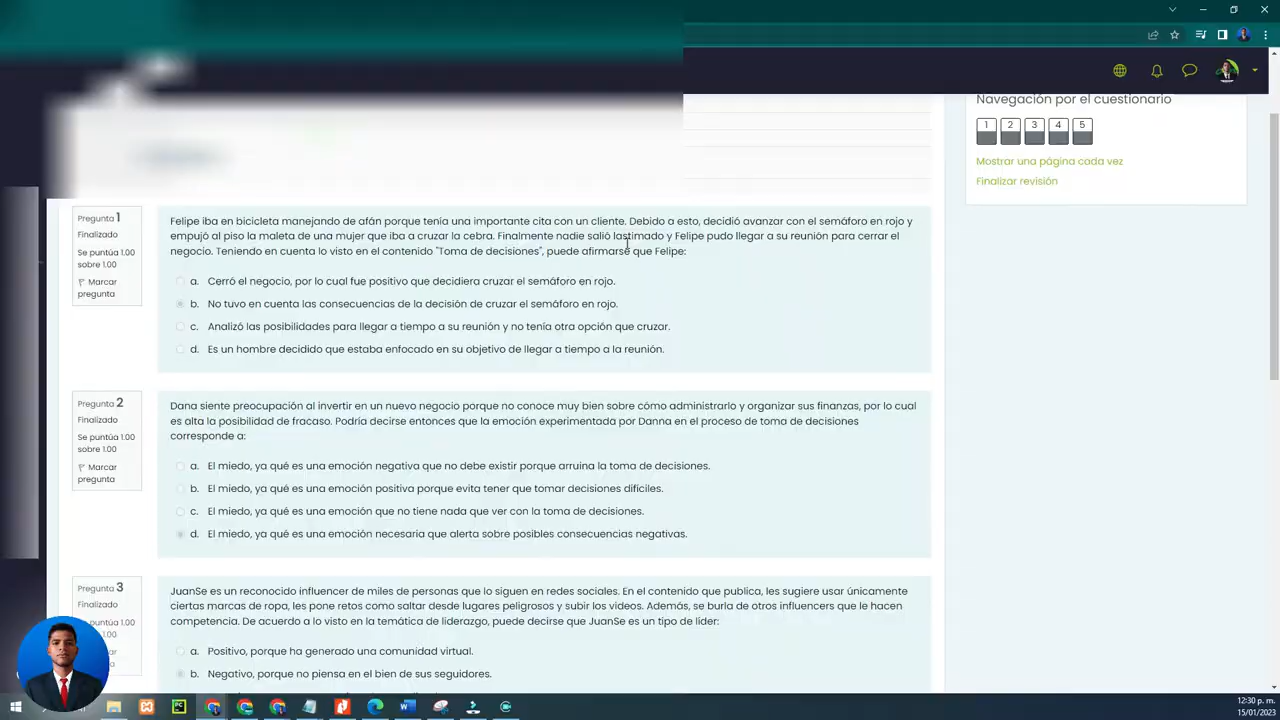 Navegación por el cuestionario
1 2 3 4 5
Mostrar una página cada vez
Finalizar revisión
Pregunta 1
Finalizado
Se puntúa 1.00
sobre 1.00
Marcar
pregunta
Felipe iba en bicicleta manejando de afán porque tenía una importante cita con un cliente. Debido a esto, decidió avanzar con el semáforo en rojo y
empujó al piso la maleta de una mujer que iba a cruzar la cebra. Finalmente nadie salió lastimado y Felipe pudo llegar a su reunión para cerrar el
negocio. Teniendo en cuenta lo visto en el contenido "Toma de decisiones", puede afirmarse que Felipe:
a. Cerró el negocio, por lo cual fue positivo que decidiera cruzar el semáforo en rojo.
b. No tuvo en cuenta las consecuencias de la decisión de cruzar el semáforo en rojo.
c. Analizó las posibilidades para llegar a tiempo a su reunión y no tenía otra opción que cruzar.
d. Es un hombre decidido que estaba enfocado en su objetivo de llegar a tiempo a la reunión.
Pregunta 2
Finalizado
Se puntúa 1.00
sobre 1.00
Marcar
pregunta
Dana siente preocupación al invertir en un nuevo negocio porque no conoce muy bien sobre cómo administrarlo y organizar sus finanzas, por lo cual
es alta la posibilidad de fracaso. Podría decirse entonces que la emoción experimentada por Danna en el proceso de toma de decisiones
corresponde a:
a. El miedo, ya qué es una emoción negativa que no debe existir porque arruina la toma de decisiones.
b. El miedo, ya qué es una emoción positiva porque evita tener que tomar decisiones difíciles.
c. El miedo, ya qué es una emoción que no tiene nada que ver con la toma de decisiones.
d. El miedo, ya qué es una emoción necesaria que alerta sobre posibles consecuencias negativas.
Pregunta 3
Finalizado
puntúa 1.00
1.00
JuanSe es un reconocido influencer de miles de personas que lo siguen en redes sociales. En el contenido que publica, les sugiere usar únicamente
ciertas marcas de ropa, les pone retos como saltar desde lugares peligrosos y subir los videos. Además, se burla de otros influencers que le hacen
competencia. De acuerdo a lo visto en la temática de liderazgo, puede decirse que JuanSe es un tipo de líder:
a. Positivo, porque ha generado una comunidad virtual.
b. Negativo, porque no piensa en el bien de sus seguidores.
12:30 p. m.
15/01/2023